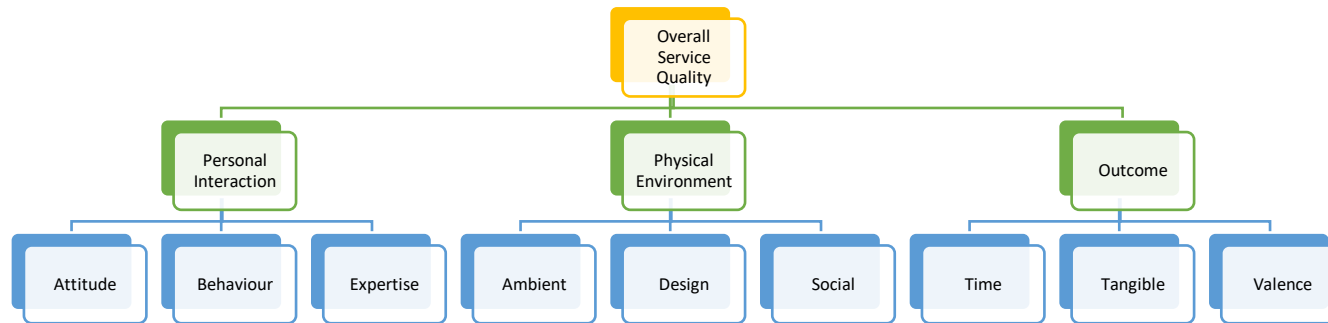 Overall
Service
Quality
Personal
Interaction
Physical
Environment
Outcome
Attitude
Behaviour
Expertise
Ambient
Design
Social
Time
Tangible
Valence